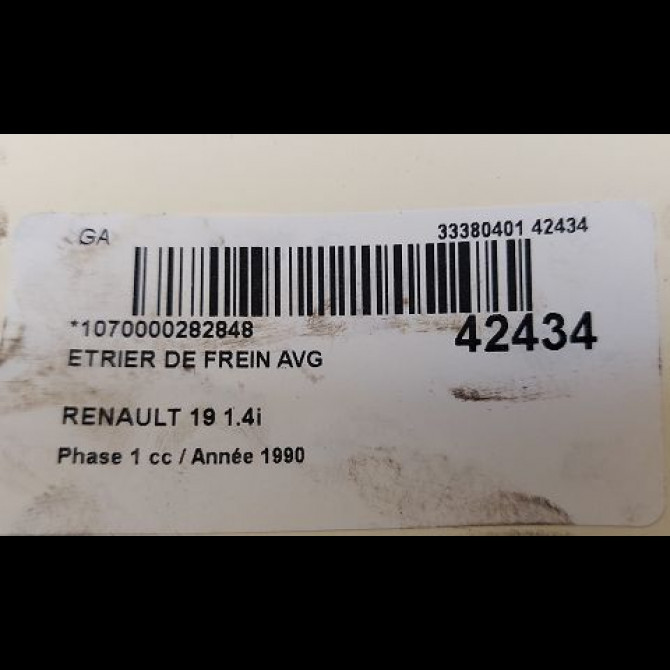 GA 33380401 42434
*1070000282848 42434
ETRIER DE FREIN AVG
RENAULT 19 1.4i
Phase 1 cc / Année 1990